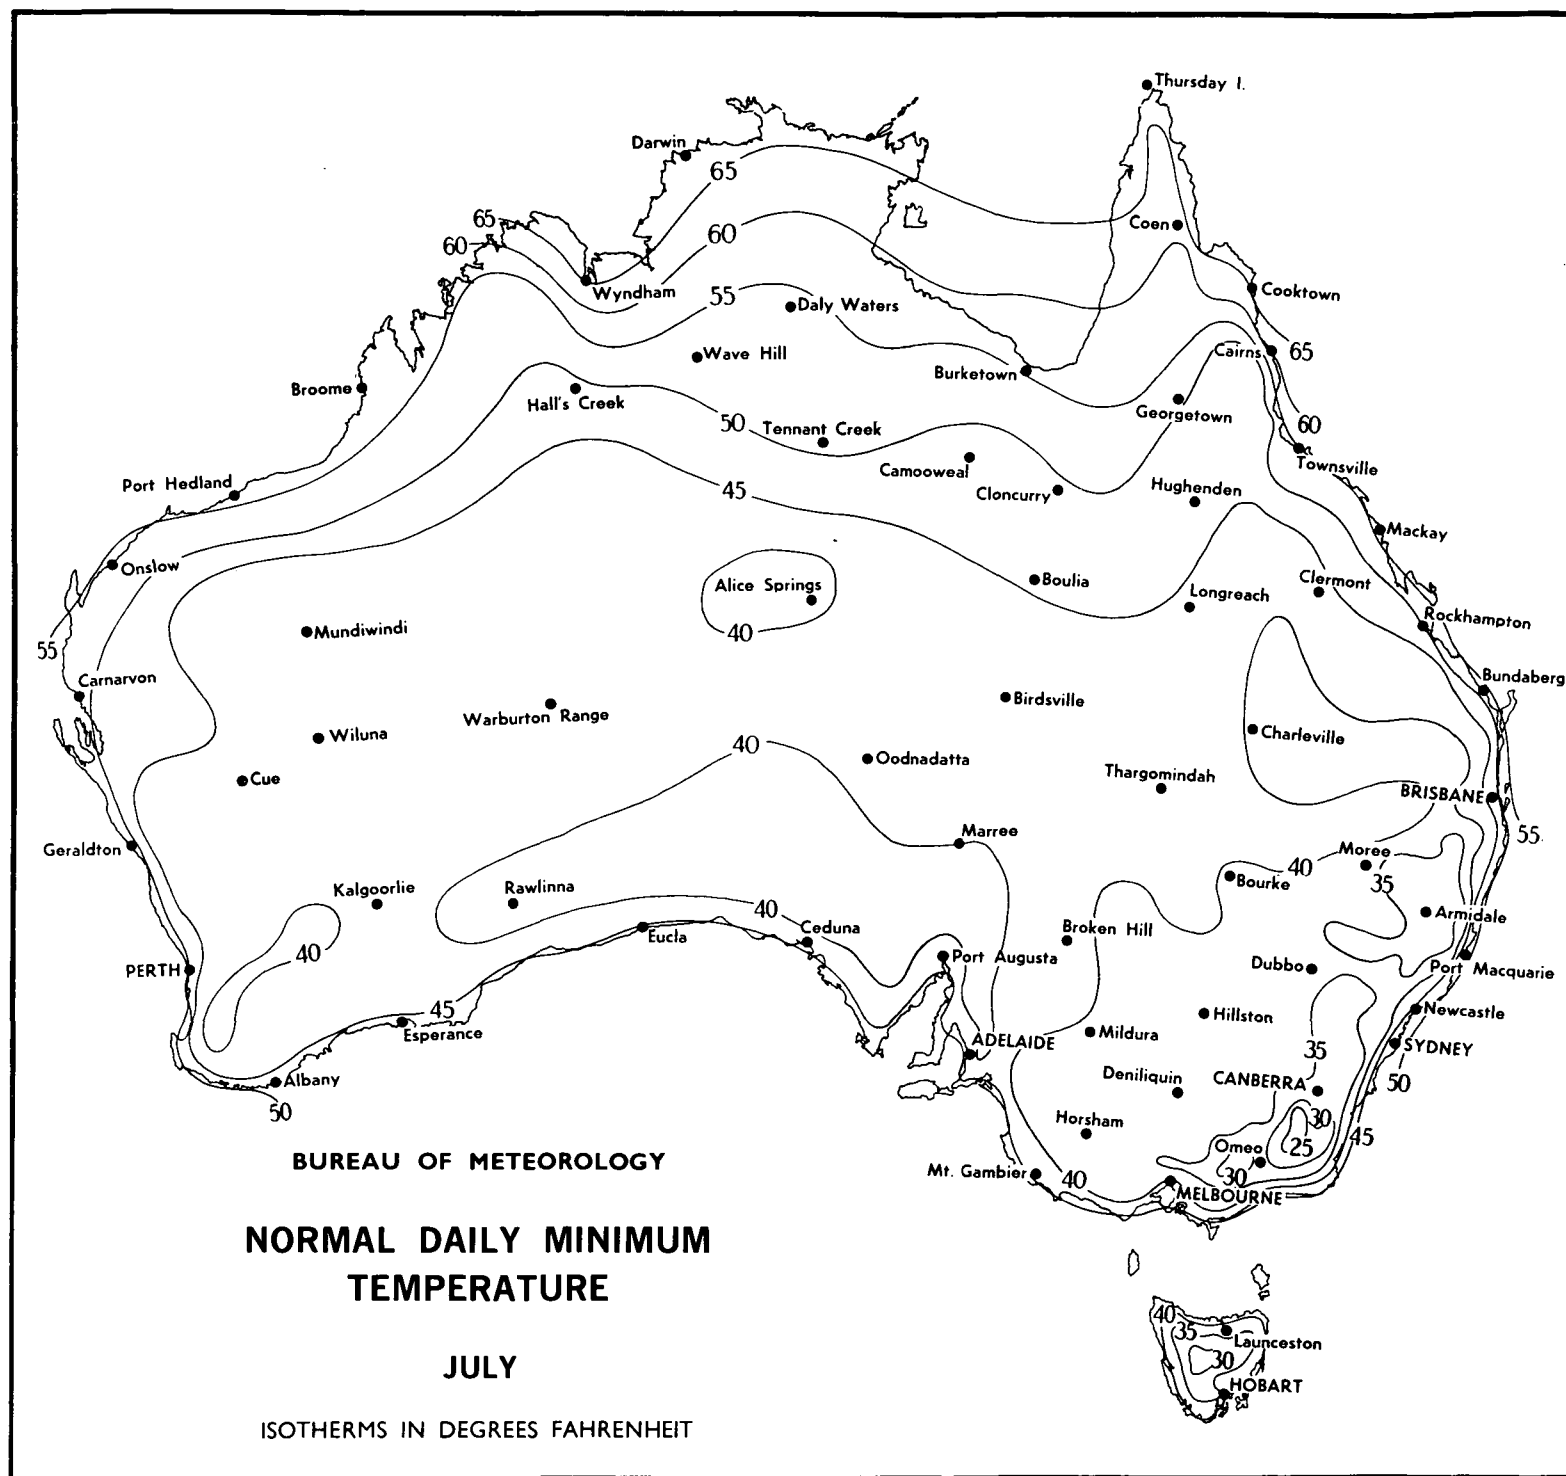 Thursday I.
Darwin
65
Coen
65
60
60
Wyndham
55
Daly Waters
Cooktown
Wave Hill
Cairns
65
Broome
Hall's Creek
Burketown
Georgetown
50
Tennant Creek
60
Camooweal
Townsville
Port Hedland
45
Cloncurry
Hughenden
Mackay
Onslow
Alice Springs
Boulia
Longreach
Clermont
Rockhampton
Mundiwindi
40
55
Carnarvon
Bundaberg
Warburton Range
Birdsville
Wiluna
40
Charleville
Cue
Oodnadatta
Thargomindah
BRISBANE
Geraldton
Marree
55
Moree
40
Kalgoorlie
Rawlinna
Bourke
35
40
Armidale
Eucla
Ceduna
Broken Hill
40
PERTH
Port Augusta
Dubbo
Port Macquarie
45
Hillston
Newcastle
Esperance
ADELAIDE
Mildura
35
SYDNEY
Albany
Deniliquin
CANBERRA
50
50
Horsham
30
45
BUREAU OF METEOROLOGY
Omeo
25
Mt. Gambier
40
30
MELBOURNE
NORMAL DAILY MINIMUM
TEMPERATURE
40
35
Launceston
JULY
30
HOBART
ISOTHERMS IN DEGREES FAHRENHEIT